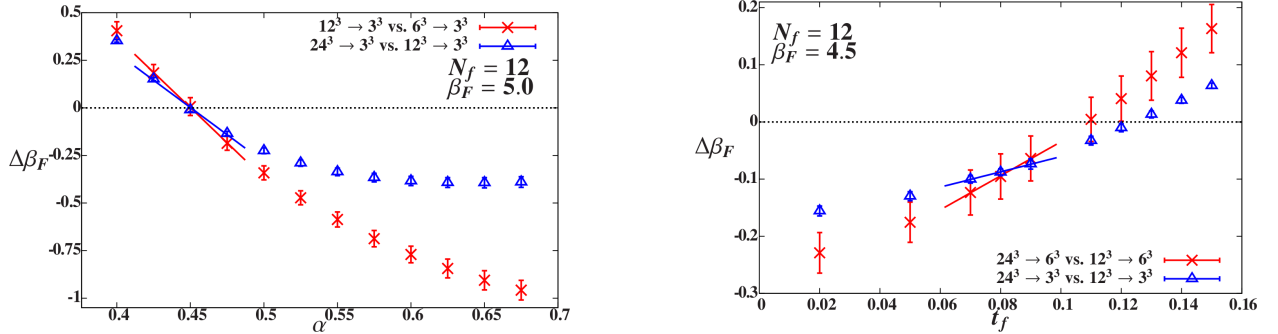 0.5
0.25
0
-0.25
-0.5
-0.75
-1
Δβ_F
12³ → 3³ vs. 6³ → 3³
24³ → 3³ vs. 12³ → 3³
N_f = 12
β_F = 5.0
0.4 0.45 0.5 0.55 0.6 0.65 0.7
α
0.2
0.1
0
-0.1
-0.2
-0.3
Δβ_F
N_f = 12
β_F = 4.5
24³ → 6³ vs. 12³ → 6³
24³ → 3³ vs. 12³ → 3³
0 0.02 0.04 0.06 0.08 0.1 0.12 0.14 0.16
t_f